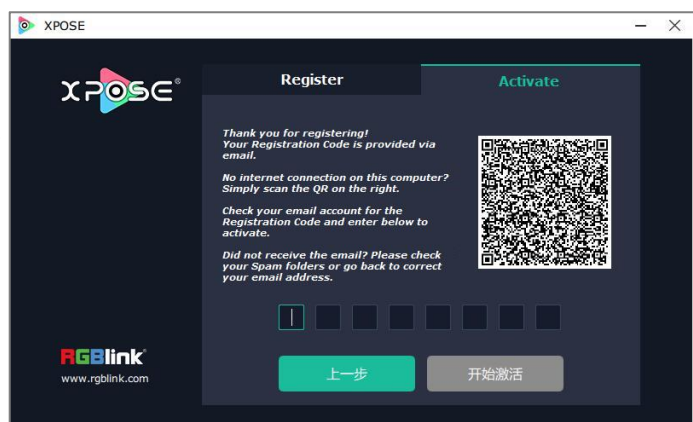 XPOSE
XPOSE®
Register
Activate
Thank you for registering!
Your Registration Code is provided via
email.
No internet connection on this computer?
Simply scan the QR on the right.
Check your email account for the
Registration Code and enter below to
activate.
Did not receive the email? Please check
your Spam folders or go back to correct
your email address.
RGBlink®
www.rgblink.com
上一步
开始激活